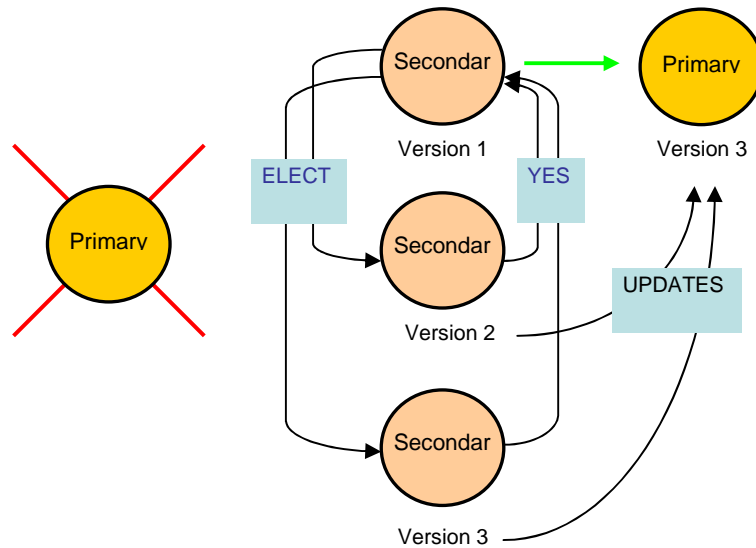 Secondar
Primary
Version 1
Version 3
ELECT
YES
Primary
Secondar
UPDATES
Version 2
Secondar
Version 3